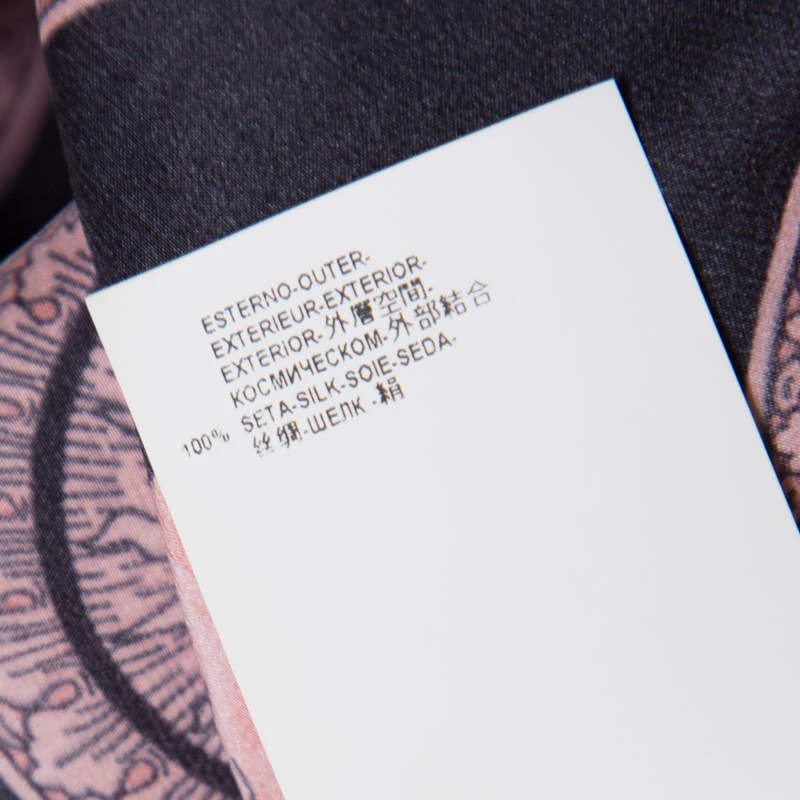 ESTERNO-OUTER-
EXTERIEUR-EXTERIOR-
EXTERIOR-外層空間-
КОСМИЧЕСКОМ-外部結合
100% SETA-SILK-SOIE-SEDA-
丝绸-ШЕЛК -絹